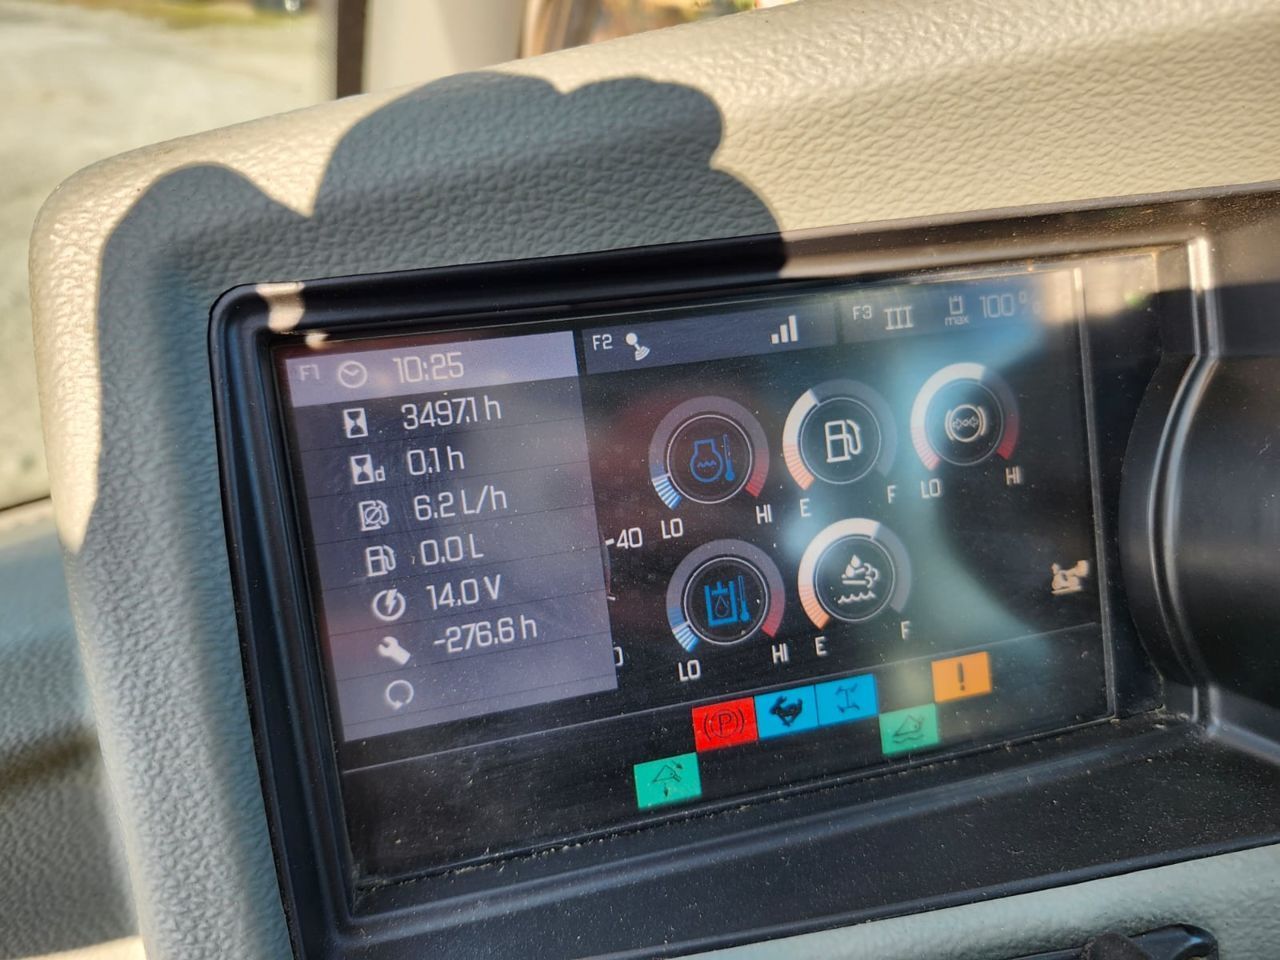 F1 10:25
3497.1 h
0.1 h
6.2 L/h
0.0 L
14.0 V
-276.6 h
F2
F3 III max 100%
-40
LO HI
E F
LO HI
LO HI
E F
P